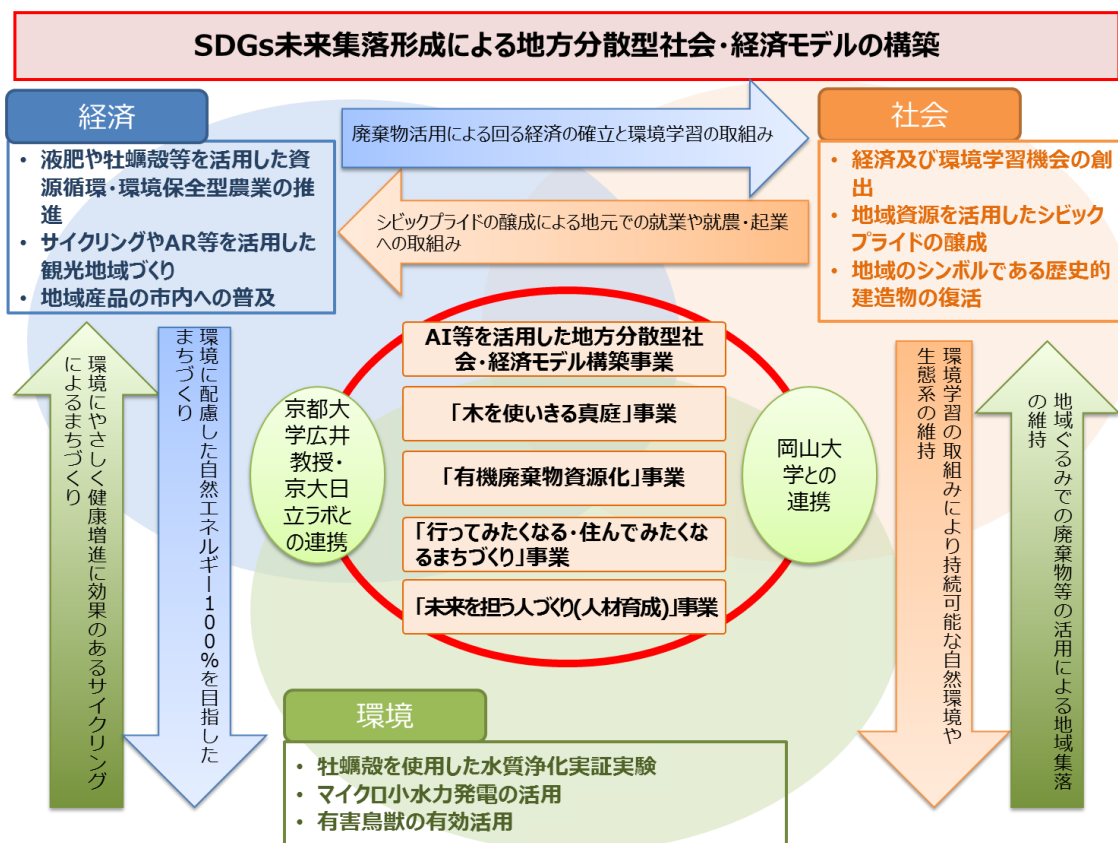 SDGs未来集落形成による地方分散型社会・経済モデルの構築
経済
• 液肥や牡蠣殻等を活用した資
源循環・環境保全型農業の推
進
• サイクリングやAR等を活用した
観光地域づくり
• 地域産品の市内への普及
廃棄物活用による回る経済の確立と環境学習の取組み
シビックプライドの醸成による地元での就業や就農・起業
への取組み
社会
• 経済及び環境学習機会の創
出
• 地域資源を活用したシビック
プライドの醸成
• 地域のシンボルである歴史的
建造物の復活
環境にやさしく健康増進に効果のあるサイクリング
によるまちづくり
環境に配慮した自然エネルギー100%を目指した
まちづくり
京都大
学広井
教授・
京大日
立ラボと
の連携
AI等を活用した地方分散型社
会・経済モデル構築事業
「木を使いきる真庭」事業
「有機廃棄物資源化」事業
「行ってみたくなる・住んでみたくな
るまちづくり」事業
「未来を担う人づくり(人材育成)」事業
岡山大
学との
連携
環境学習の取組みにより持続可能な自然環境や
生態系の維持
地域ぐるみでの廃棄物等の活用による地域集落
の維持
環境
• 牡蠣殻を使用した水質浄化実証実験
• マイクロ小水力発電の活用
• 有害鳥獣の有効活用